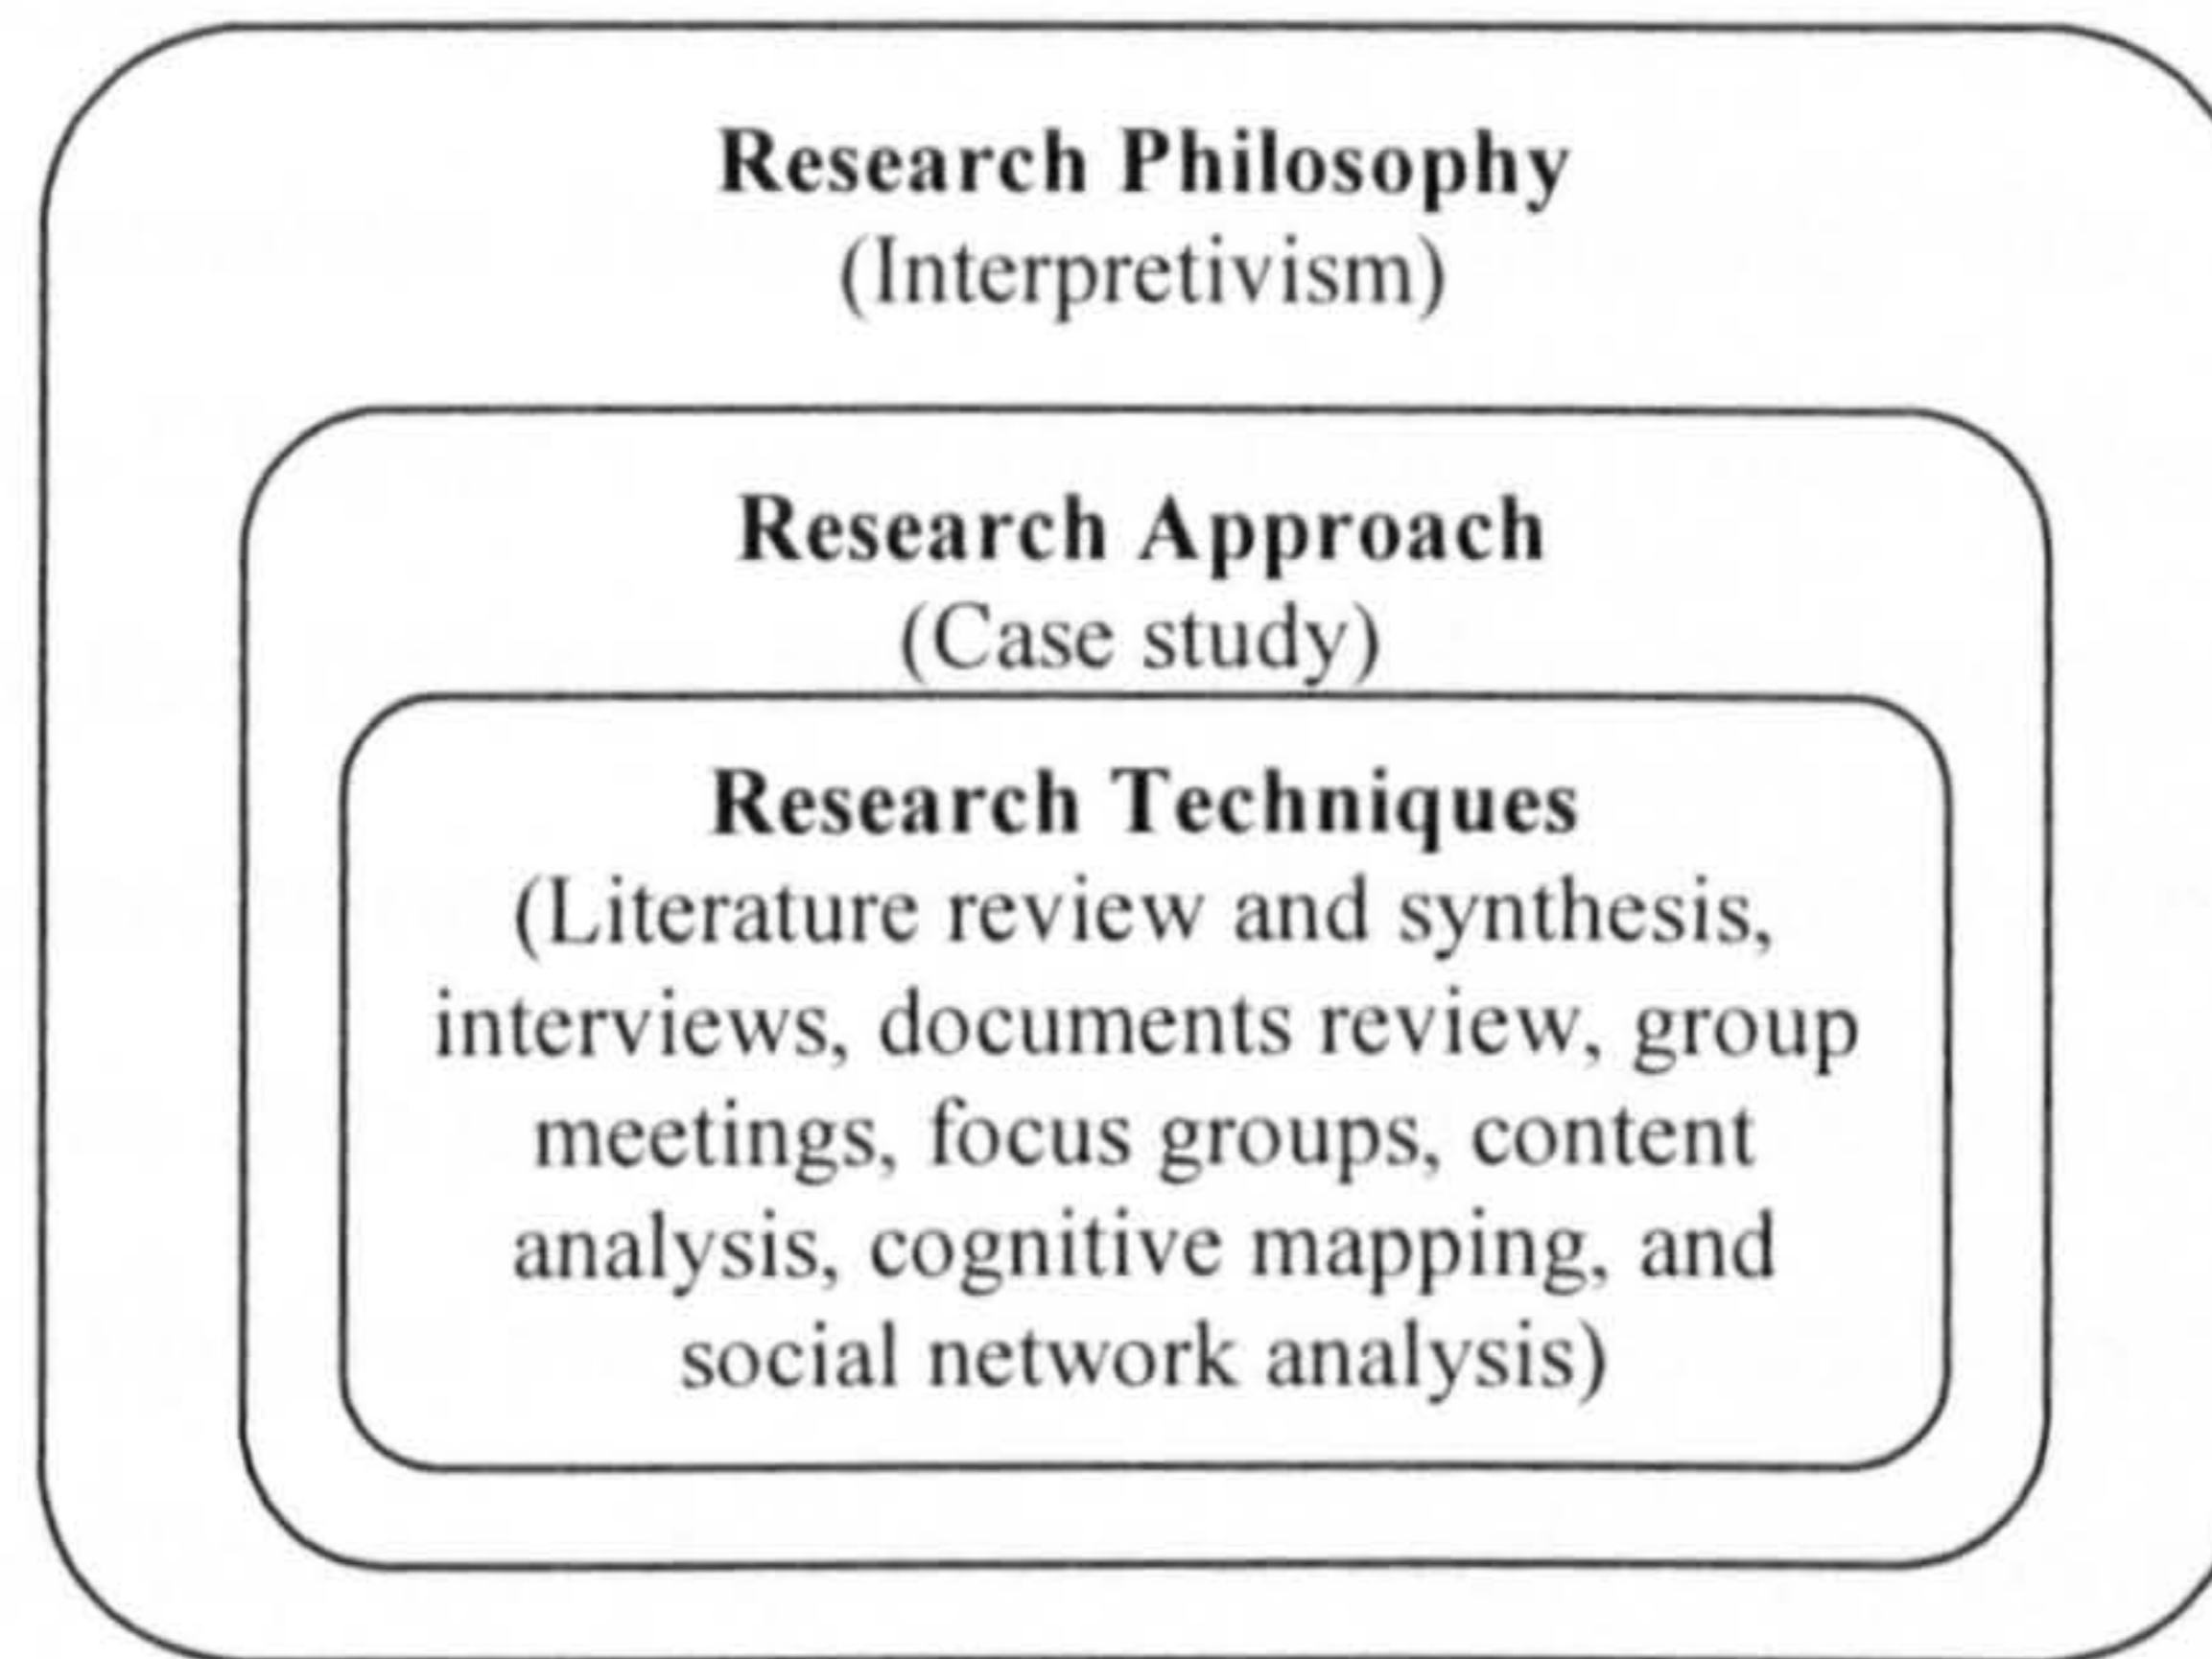 Research Philosophy
(Interpretivism)
Research Approach
(Case study)
Research Techniques
(Literature review and synthesis,
interviews, documents review, group
meetings, focus groups, content
analysis, cognitive mapping, and
social network analysis)